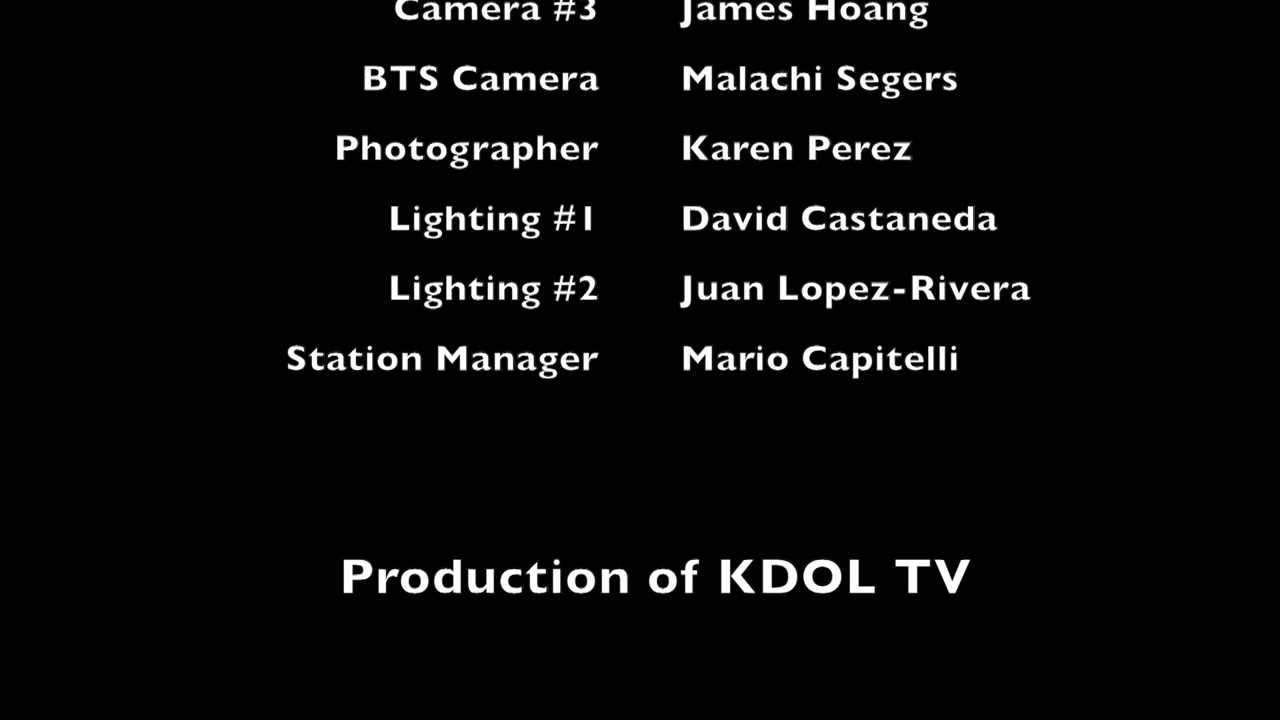 Camera #3 James Hoang
BTS Camera Malachi Segers
Photographer Karen Perez
Lighting #1 David Castaneda
Lighting #2 Juan Lopez-Rivera
Station Manager Mario Capitelli
Production of KDOL TV